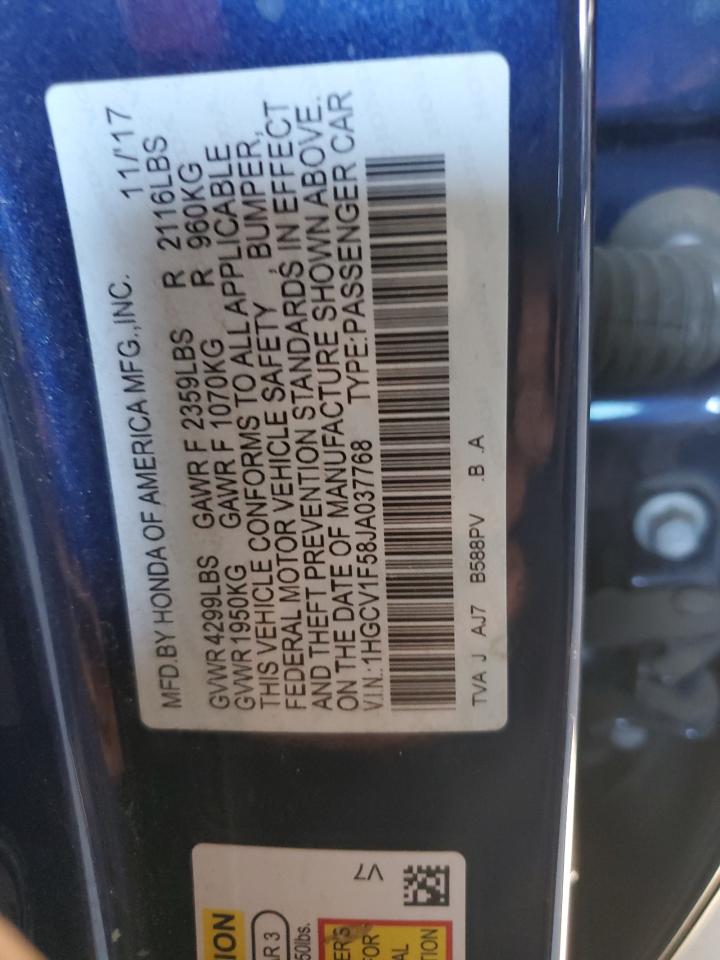 MFD.BY HONDA OF AMERICA MFG.,INC. 11/'17
GVWR 4299LBS GAWR F 2359LBS R 2116LBS
GVWR 1950KG GAWR F 1070KG R 960KG
THIS VEHICLE CONFORMS TO ALL APPLICABLE
FEDERAL MOTOR VEHICLE SAFETY , BUMPER,
AND THEFT PREVENTION STANDARDS IN EFFECT
ON THE DATE OF MANUFACTURE SHOWN ABOVE.
V.I.N.:1HGCV1F58JA037768 TYPE:PASSENGER CAR
TVA J AJ7 B588PV .B .A
V7
50lbs.